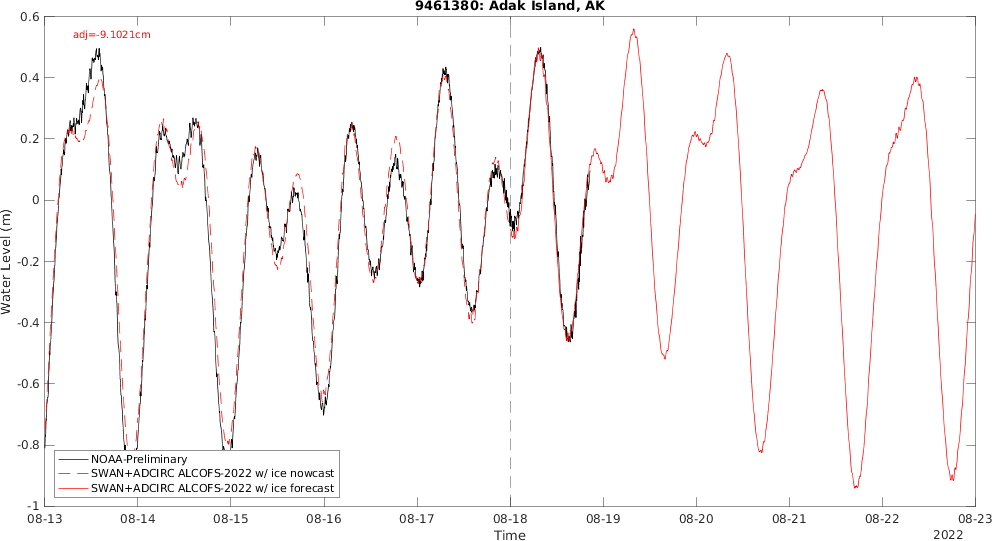 9461380: Adak Island, AK
adj=-9.1021cm
0.6
0.4
0.2
0
-0.2
-0.4
-0.6
-0.8
-1
Water Level (m)
NOAA-Preliminary
SWAN+ADCIRC ALCOFS-2022 w/ ice nowcast
SWAN+ADCIRC ALCOFS-2022 w/ ice forecast
08-13 08-14 08-15 08-16 08-17 08-18 08-19 08-20 08-21 08-22 08-23
Time
2022